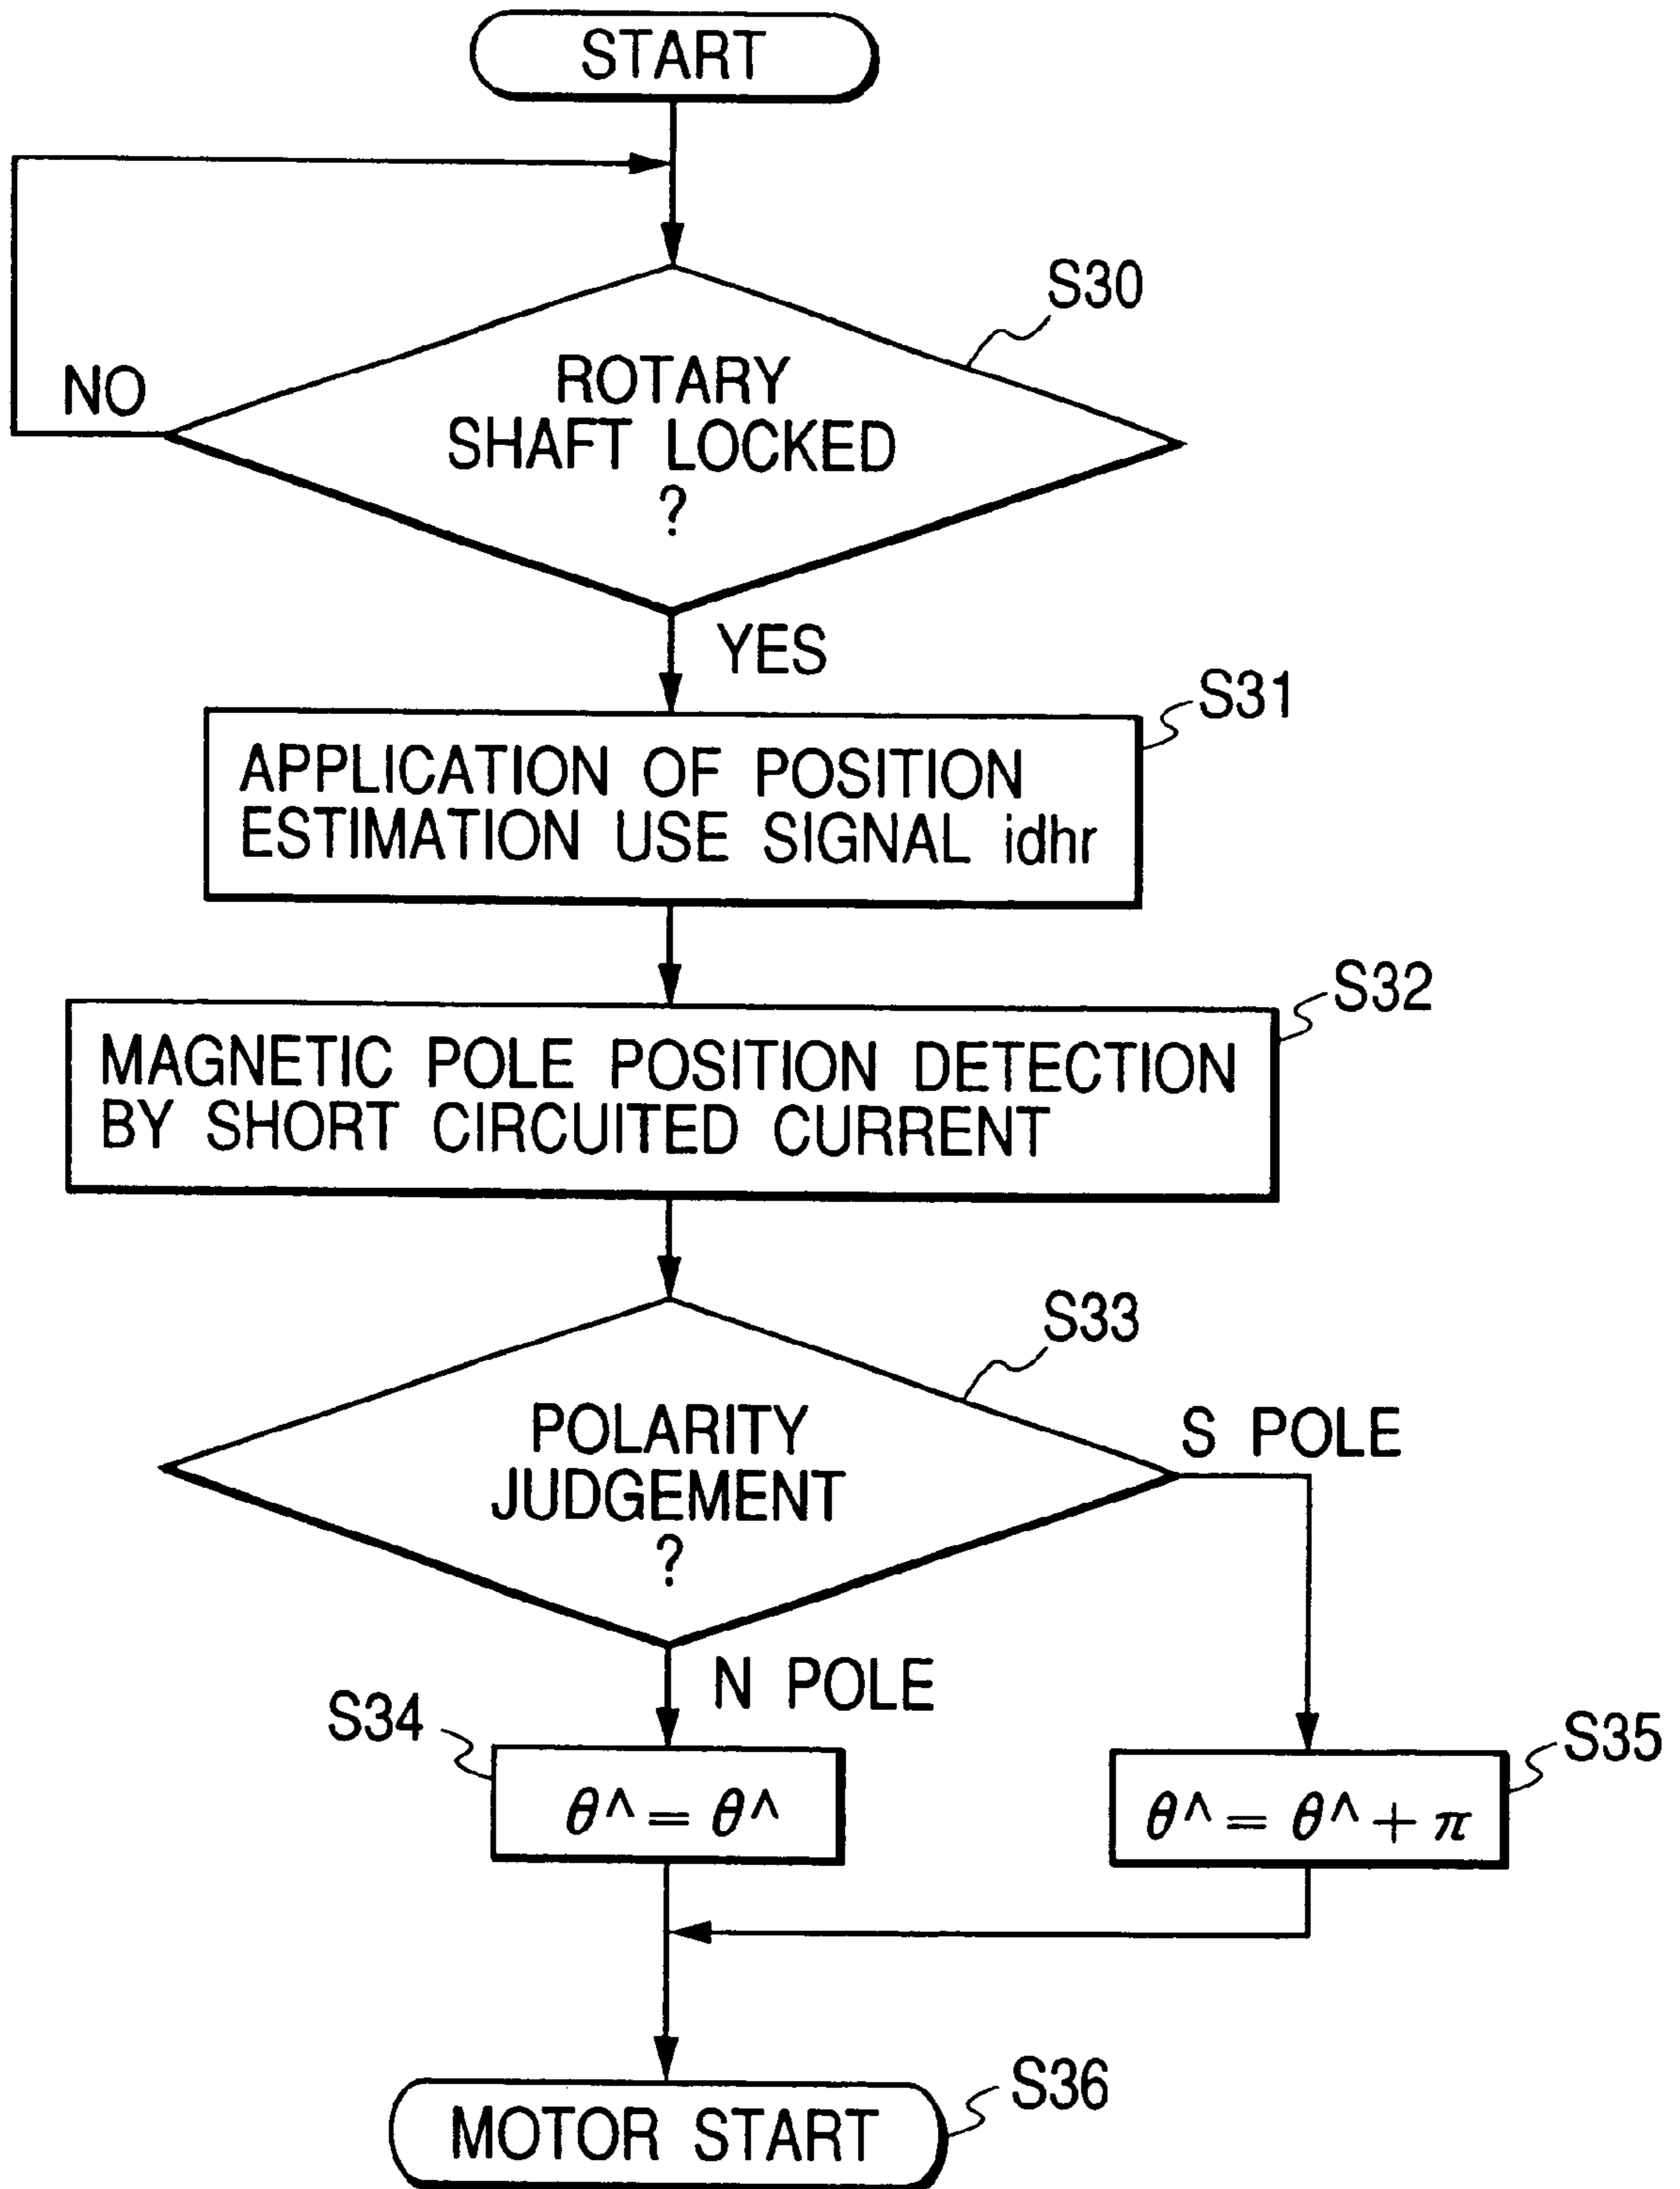 START
S30
NO
ROTARY
SHAFT LOCKED
?
YES
S31
APPLICATION OF POSITION
ESTIMATION USE SIGNAL idhr
S32
MAGNETIC POLE POSITION DETECTION
BY SHORT CIRCUITED CURRENT
S33
POLARITY
JUDGEMENT
?
S POLE
N POLE
S34
θ^ = θ^
S35
θ^ = θ^ + π
S36
MOTOR START